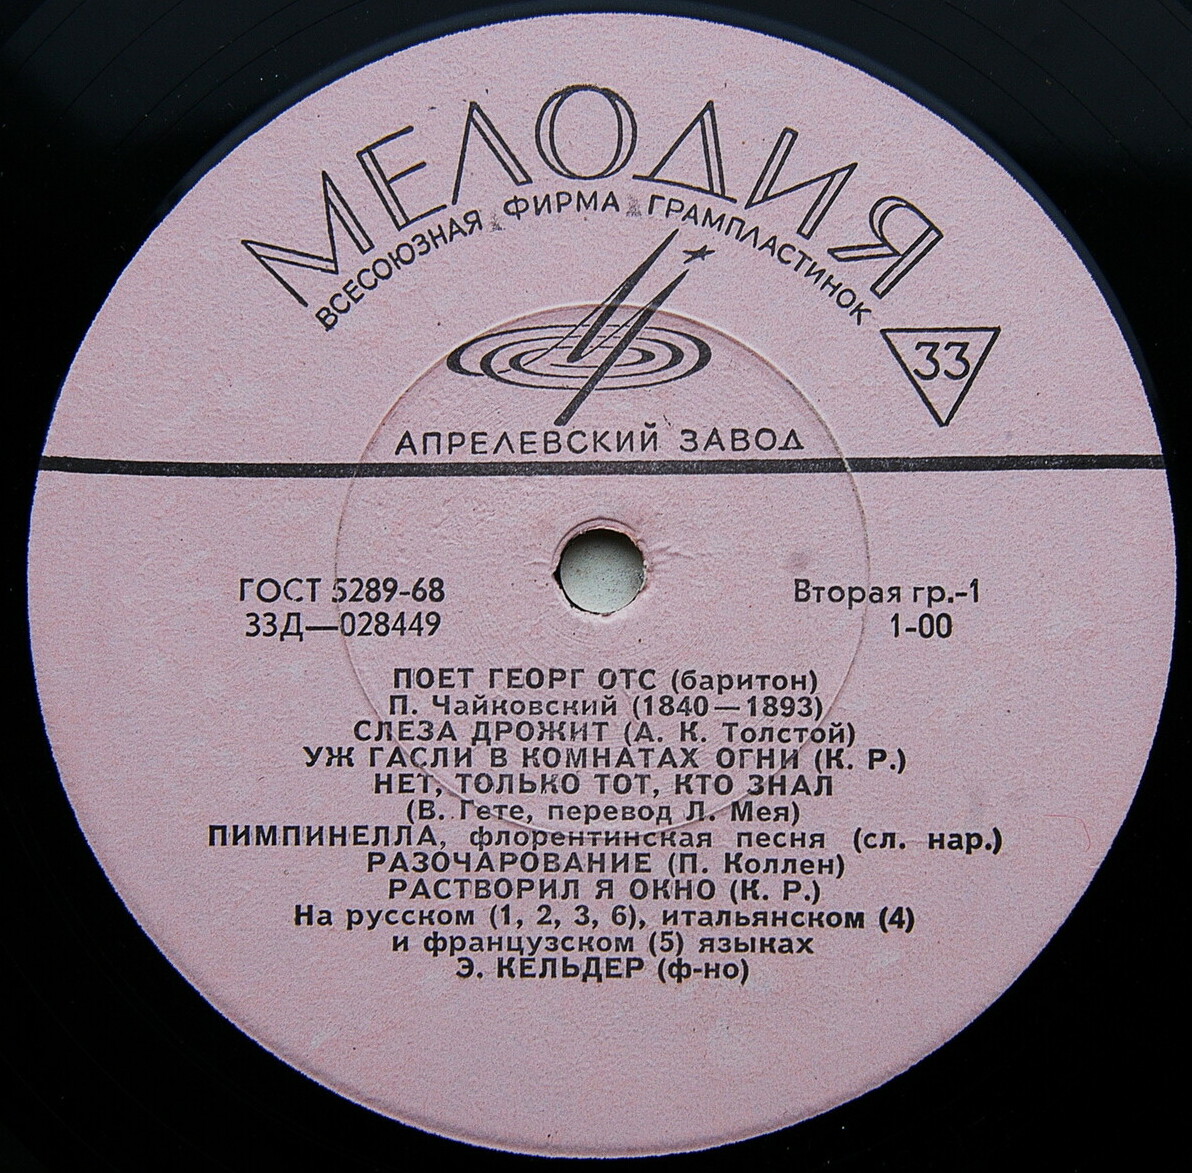 МЕЛОДИЯ
ВСЕСОЮЗНАЯ ФИРМА ГРАМПЛАСТИНОК
33
АПРЕЛЕВСКИЙ ЗАВОД
ГОСТ 5289-68
33Д—028449
Вторая гр.-1
1-00
ПОЕТ ГЕОРГ ОТС (баритон)
П. Чайковский (1840—1893)
СЛЕЗА ДРОЖИТ (А. К. Толстой)
УЖ ГАСЛИ В КОМНАТАХ ОГНИ (К. Р.)
НЕТ, ТОЛЬКО ТОТ, КТО ЗНАЛ
(В. Гете, перевод Л. Мея)
ПИМПИНЕЛЛА, флорентинская песня (сл. нар.)
РАЗОЧАРОВАНИЕ (П. Коллен)
РАСТВОРИЛ Я ОКНО (К. Р.)
На русском (1, 2, 3, 6), итальянском (4)
и французском (5) языках
Э. КЕЛЬДЕР (ф-но)